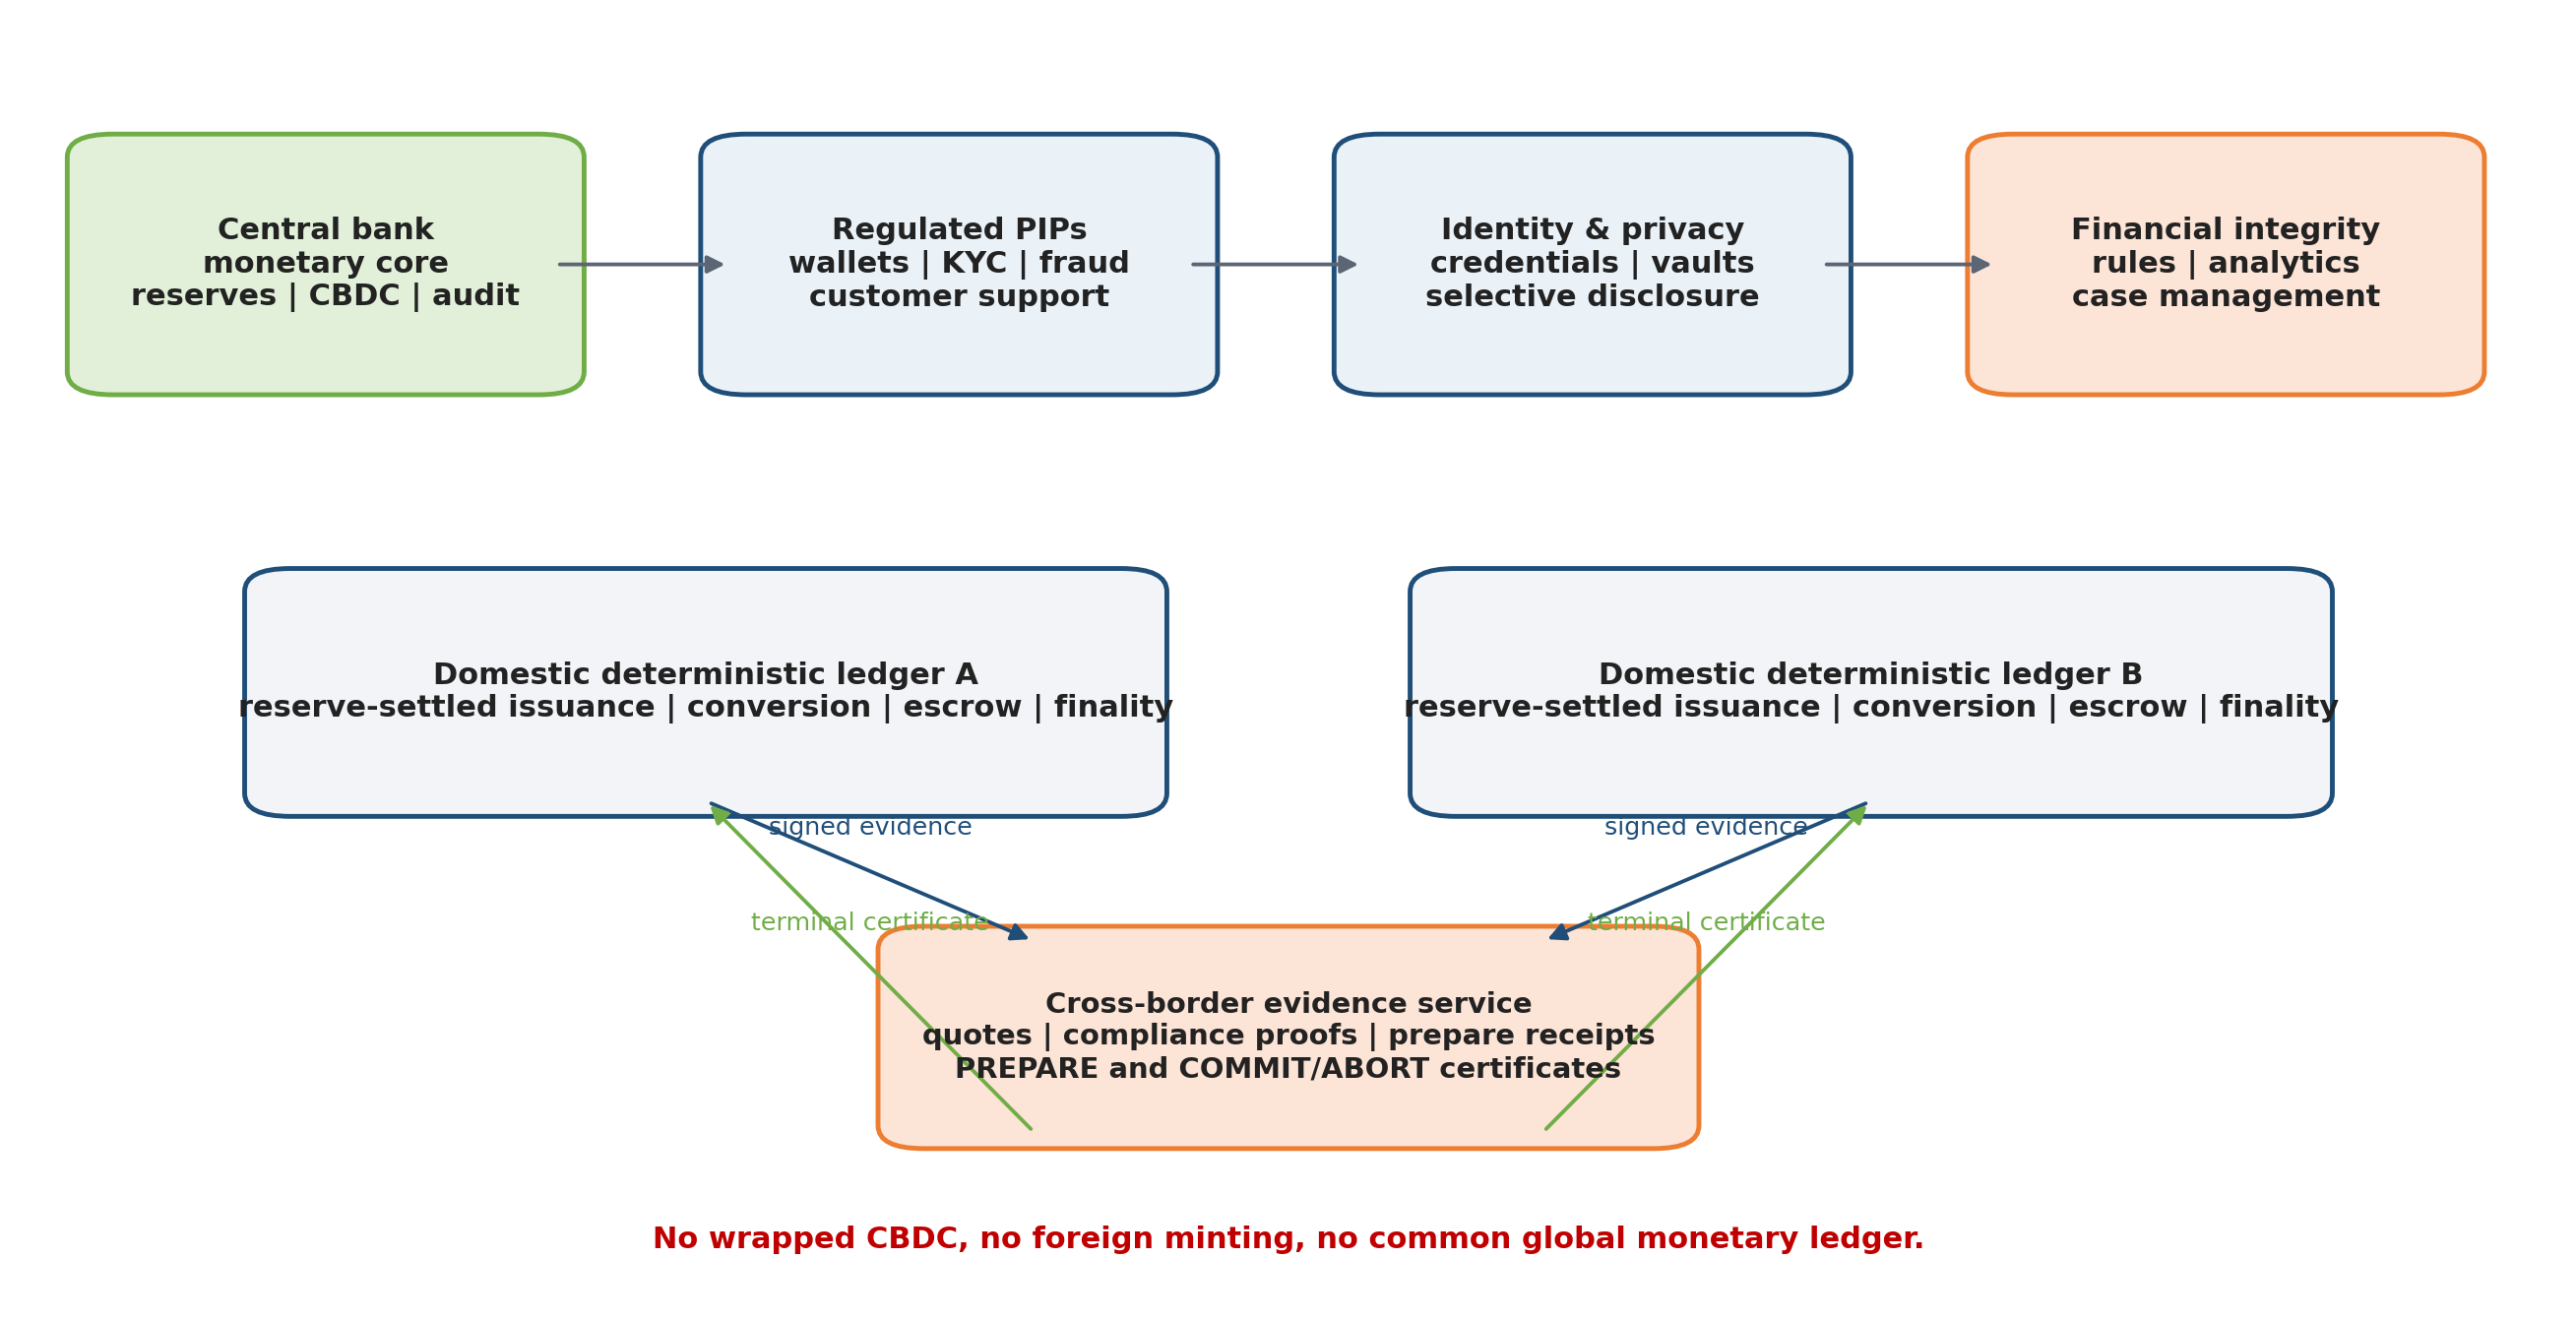 Central bank
monetary core
reserves | CBDC | audit
Regulated PIPs
wallets | KYC | fraud
customer support
Identity & privacy
credentials | vaults
selective disclosure
Financial integrity
rules | analytics
case management
Domestic deterministic ledger A
reserve-settled issuance | conversion | escrow | finality
Domestic deterministic ledger B
reserve-settled issuance | conversion | escrow | finality
signed evidence
signed evidence
terminal certificate
terminal certificate
Cross-border evidence service
quotes | compliance proofs | prepare receipts
PREPARE and COMMIT/ABORT certificates
No wrapped CBDC, no foreign minting, no common global monetary ledger.